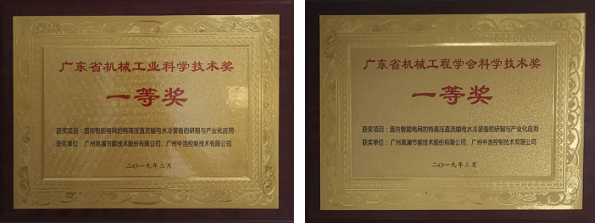 广东省机械工业科学技术奖
一等奖
获奖项目：面向智能电网的特高压直流输电水冷装备的研制与产业化应用
获奖单位：广州高澜节能技术股份有限公司、广州中浩控制技术有限公司
二〇一九年三月
广东省机械工程学会科学技术奖
一等奖
获奖项目：面向智能电网的特高压直流输电水冷装备的研制与产业化应用
获奖单位：广州高澜节能技术股份有限公司、广州中浩控制技术有限公司
二〇一九年三月